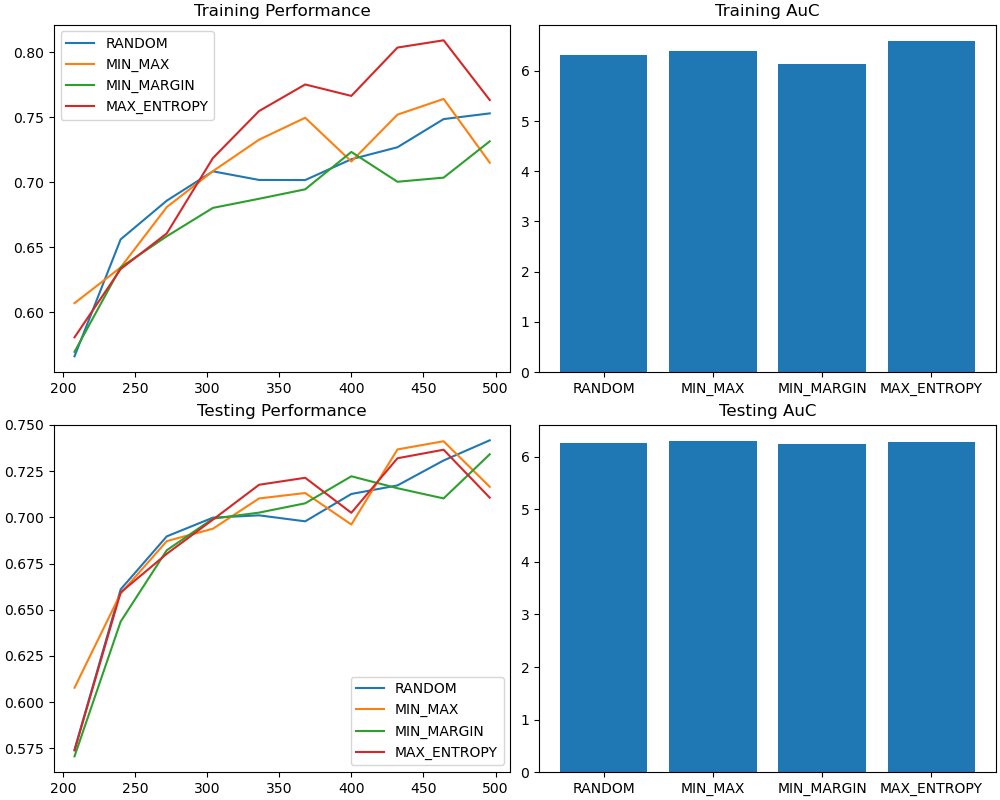 Training Performance
0.80
0.75
0.70
0.65
0.60
RANDOM
MIN_MAX
MIN_MARGIN
MAX_ENTROPY
200 250 300 350 400 450 500
Training AuC
6
5
4
3
2
1
0
RANDOM MIN_MAX MIN_MARGIN MAX_ENTROPY
Testing Performance
0.750
0.725
0.700
0.675
0.650
0.625
0.600
0.575
RANDOM
MIN_MAX
MIN_MARGIN
MAX_ENTROPY
200 250 300 350 400 450 500
Testing AuC
6
5
4
3
2
1
0
RANDOM MIN_MAX MIN_MARGIN MAX_ENTROPY